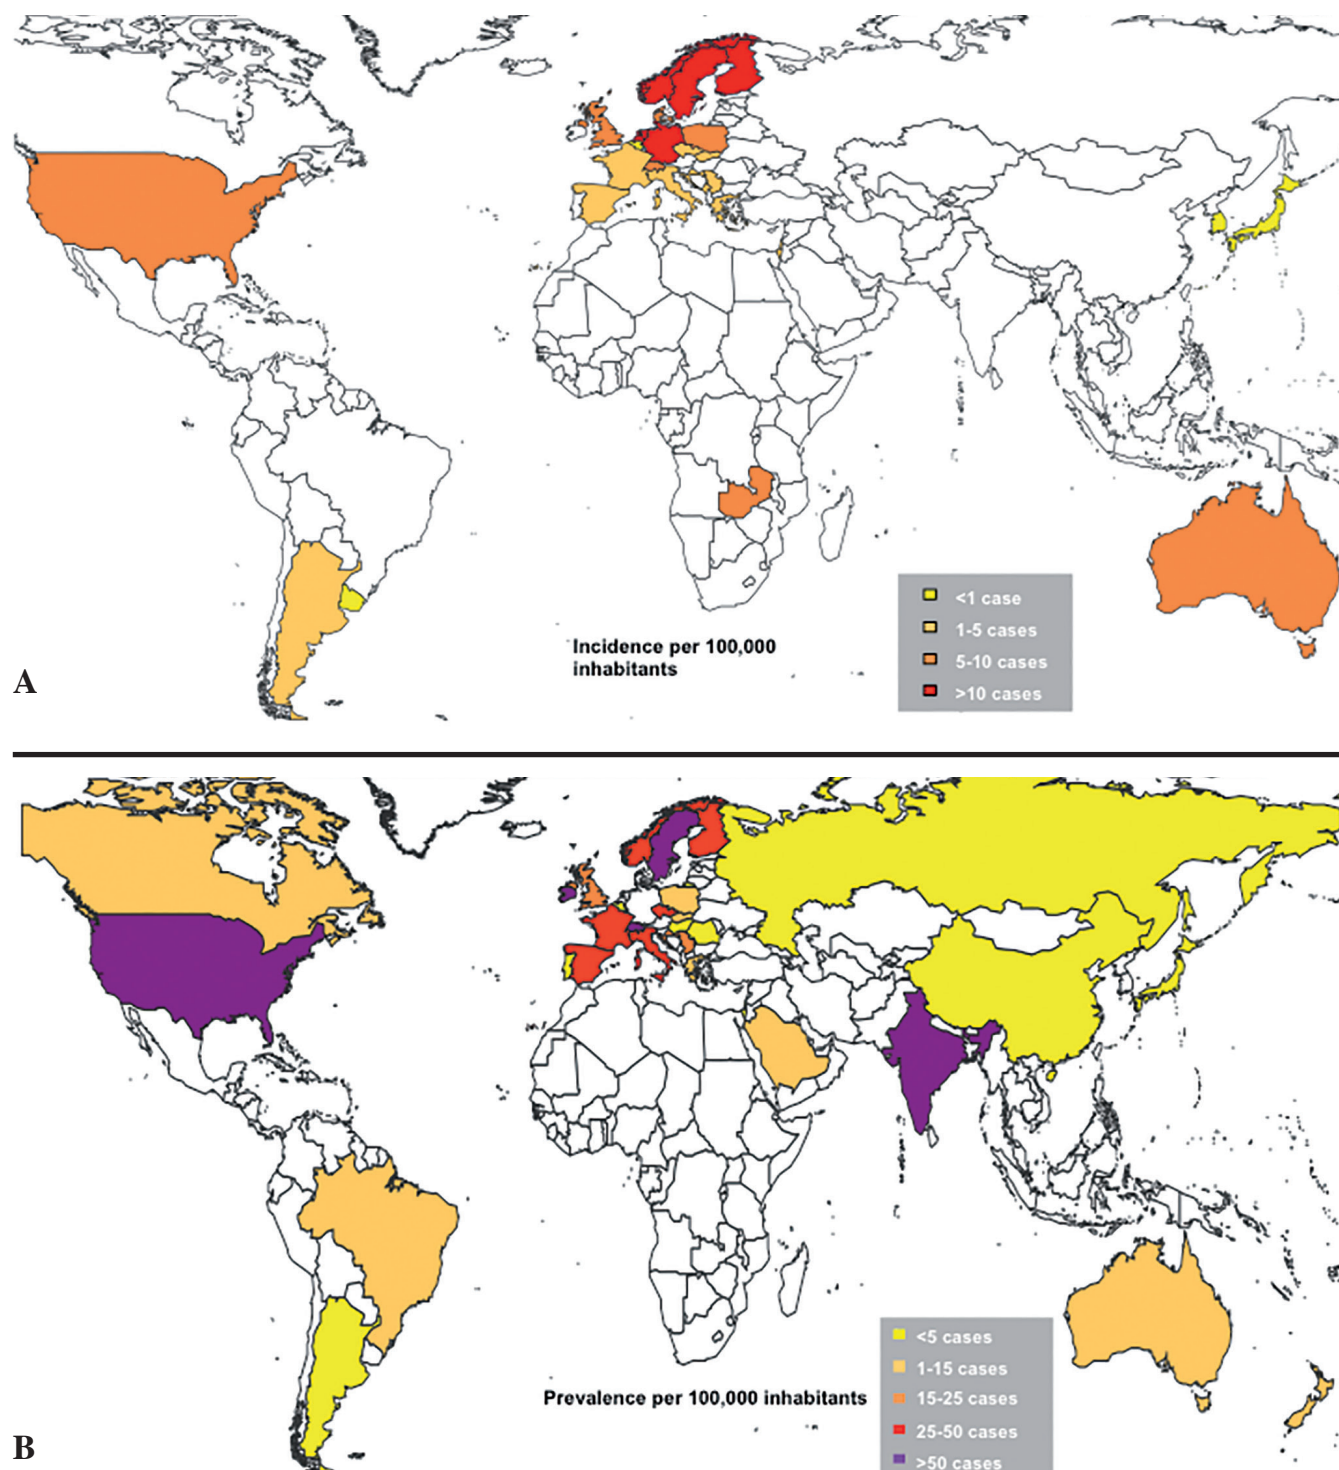 <1 case
1-5 cases
Incidence per 100,000
inhabitants
5-10 cases
>10 cases
A
<5 cases
1-15 cases
Prevalence per 100,000 inhabitants
15-25 cases
25-50 cases
>50 cases
B